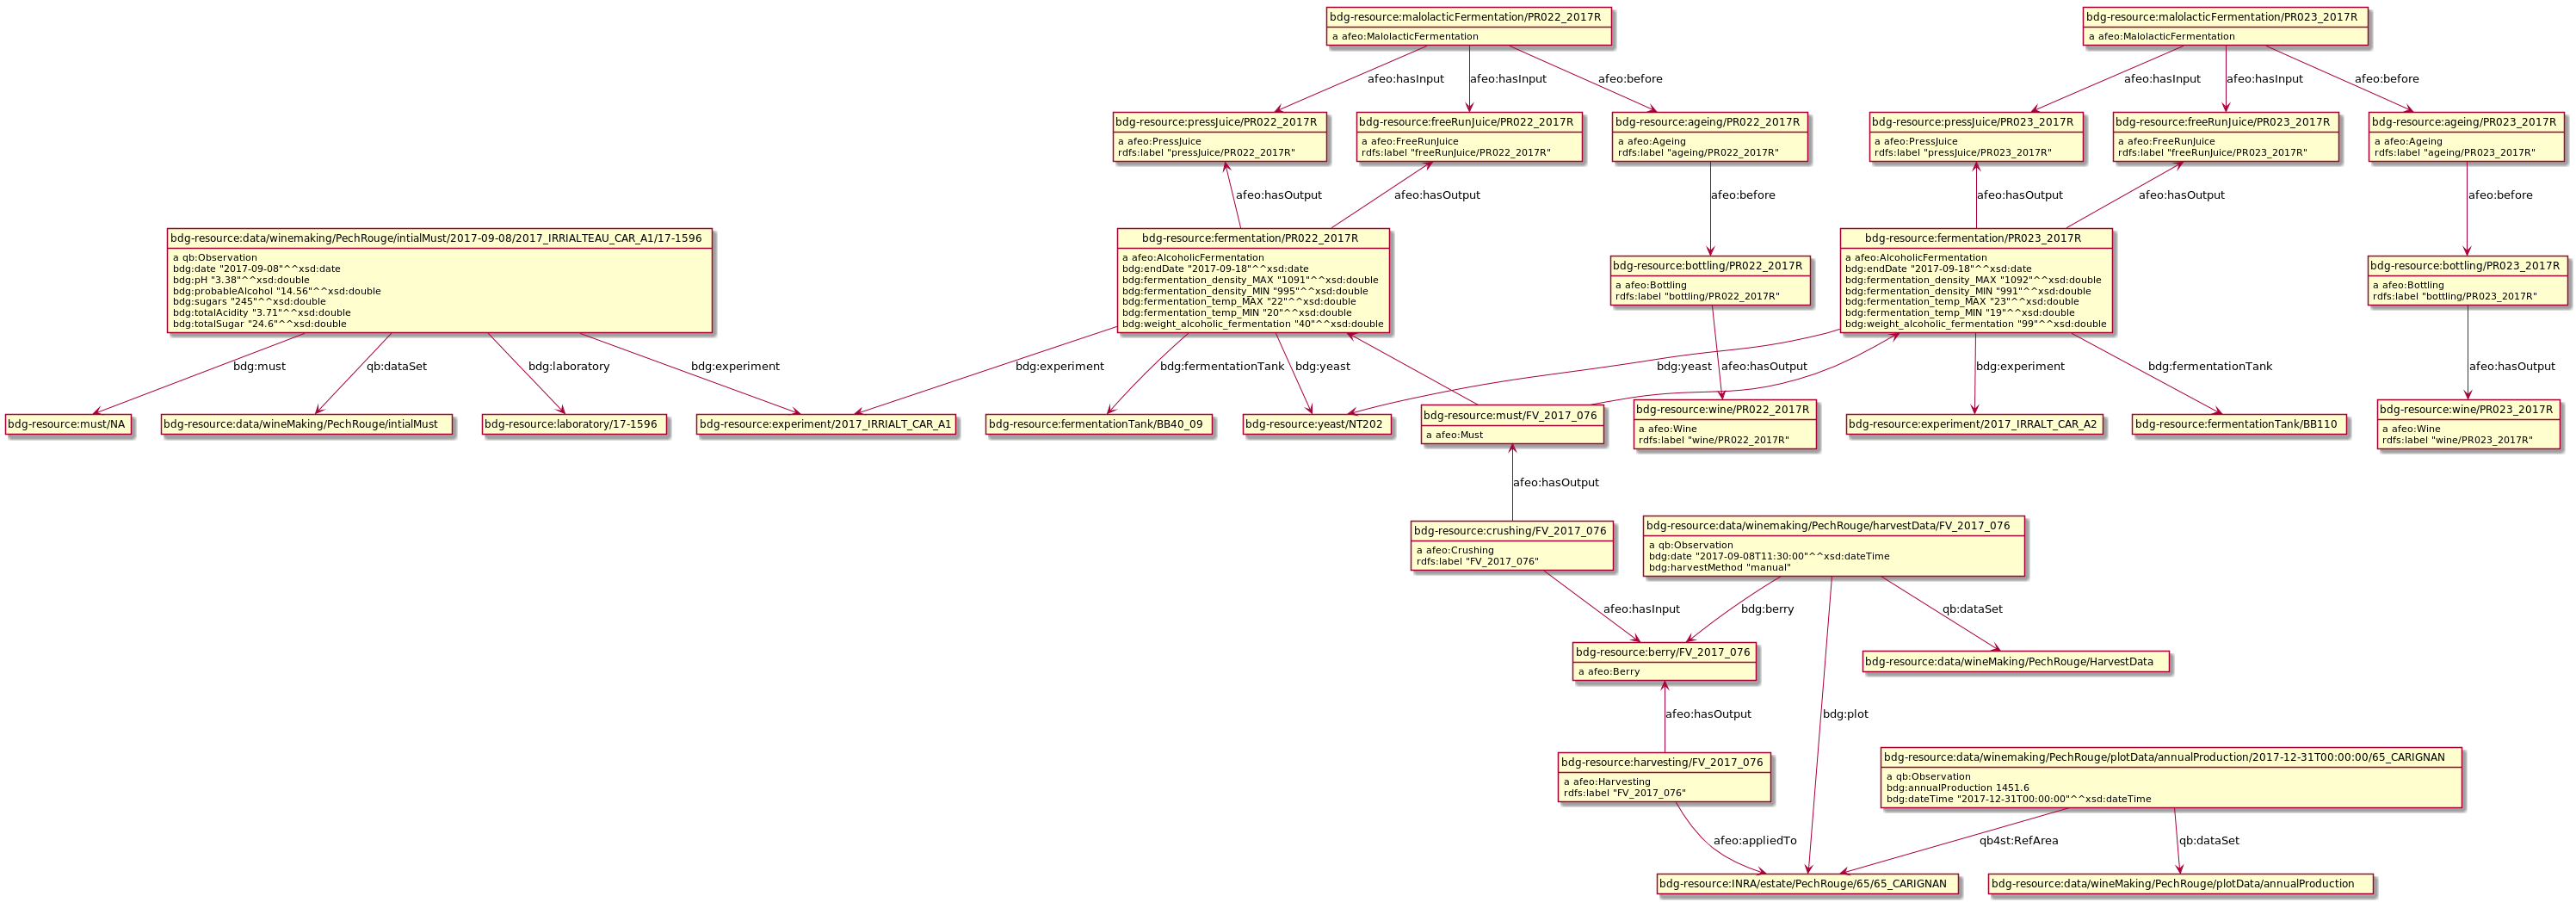 bdg-resource:malolacticFermentation/PR022_2017R
a afeo:MalolacticFermentation
bdg-resource:malolacticFermentation/PR023_2017R
a afeo:MalolacticFermentation
afeo:hasInput
afeo:hasInput
afeo:before
afeo:hasInput
afeo:hasInput
afeo:before
bdg-resource:pressJuice/PR022_2017R
a afeo:PressJuice
rdfs:label "pressJuice/PR022_2017R"
bdg-resource:freeRunJuice/PR022_2017R
a afeo:FreeRunJuice
rdfs:label "freeRunJuice/PR022_2017R"
bdg-resource:ageing/PR022_2017R
a afeo:Ageing
rdfs:label "ageing/PR022_2017R"
bdg-resource:pressJuice/PR023_2017R
a afeo:PressJuice
rdfs:label "pressJuice/PR023_2017R"
bdg-resource:freeRunJuice/PR023_2017R
a afeo:FreeRunJuice
rdfs:label "freeRunJuice/PR023_2017R"
bdg-resource:ageing/PR023_2017R
a afeo:Ageing
rdfs:label "ageing/PR023_2017R"
afeo:hasOutput
afeo:hasOutput
afeo:before
afeo:hasOutput
afeo:hasOutput
afeo:before
bdg-resource:data/winemaking/PechRouge/intialMust/2017-09-08/2017_IRRIALTEAU_CAR_A1/17-1596
a qb:Observation
bdg:date "2017-09-08"^^xsd:date
bdg:pH "3.38"^^xsd:double
bdg:probableAlcohol "14.56"^^xsd:double
bdg:sugars "245"^^xsd:double
bdg:totalAcidity "3.71"^^xsd:double
bdg:totalSugar "24.6"^^xsd:double
bdg-resource:fermentation/PR022_2017R
a afeo:AlcoholicFermentation
bdg:endDate "2017-09-18"^^xsd:date
bdg:fermentation_density_MAX "1091"^^xsd:double
bdg:fermentation_density_MIN "995"^^xsd:double
bdg:fermentation_temp_MAX "22"^^xsd:double
bdg:fermentation_temp_MIN "20"^^xsd:double
bdg:weight_alcoholic_fermentation "40"^^xsd:double
bdg-resource:bottling/PR022_2017R
a afeo:Bottling
rdfs:label "bottling/PR022_2017R"
bdg-resource:fermentation/PR023_2017R
a afeo:AlcoholicFermentation
bdg:endDate "2017-09-18"^^xsd:date
bdg:fermentation_density_MAX "1092"^^xsd:double
bdg:fermentation_density_MIN "991"^^xsd:double
bdg:fermentation_temp_MAX "23"^^xsd:double
bdg:fermentation_temp_MIN "19"^^xsd:double
bdg:weight_alcoholic_fermentation "99"^^xsd:double
bdg-resource:bottling/PR023_2017R
a afeo:Bottling
rdfs:label "bottling/PR023_2017R"
bdg:must
qb:dataSet
bdg:laboratory
bdg:experiment
bdg:experiment
bdg:fermentationTank
bdg:yeast
bdg:yeast
afeo:hasOutput
bdg:experiment
bdg:fermentationTank
afeo:hasOutput
bdg-resource:must/NA
bdg-resource:data/wineMaking/PechRouge/intialMust
bdg-resource:laboratory/17-1596
bdg-resource:experiment/2017_IRRIALT_CAR_A1
bdg-resource:fermentationTank/BB40_09
bdg-resource:yeast/NT202
bdg-resource:must/FV_2017_076
a afeo:Must
bdg-resource:wine/PR022_2017R
a afeo:Wine
rdfs:label "wine/PR022_2017R"
bdg-resource:experiment/2017_IRRALT_CAR_A2
bdg-resource:fermentationTank/BB110
bdg-resource:wine/PR023_2017R
a afeo:Wine
rdfs:label "wine/PR023_2017R"
afeo:hasOutput
bdg-resource:crushing/FV_2017_076
a afeo:Crushing
rdfs:label "FV_2017_076"
bdg-resource:data/winemaking/PechRouge/harvestData/FV_2017_076
a qb:Observation
bdg:date "2017-09-08T11:30:00"^^xsd:dateTime
bdg:harvestMethod "manual"
afeo:hasInput
bdg:berry
qb:dataSet
bdg-resource:berry/FV_2017_076
a afeo:Berry
bdg-resource:data/wineMaking/PechRouge/HarvestData
afeo:hasOutput
bdg:plot
bdg-resource:harvesting/FV_2017_076
a afeo:Harvesting
rdfs:label "FV_2017_076"
bdg-resource:data/winemaking/PechRouge/plotData/annualProduction/2017-12-31T00:00:00/65_CARIGNAN
a qb:Observation
bdg:annualProduction 1451.6
bdg:dateTime "2017-12-31T00:00:00"^^xsd:dateTime
afeo:appliedTo
qb4st:RefArea
qb:dataSet
bdg-resource:INRA/estate/PechRouge/65/65_CARIGNAN
bdg-resource:data/wineMaking/PechRouge/plotData/annualProduction